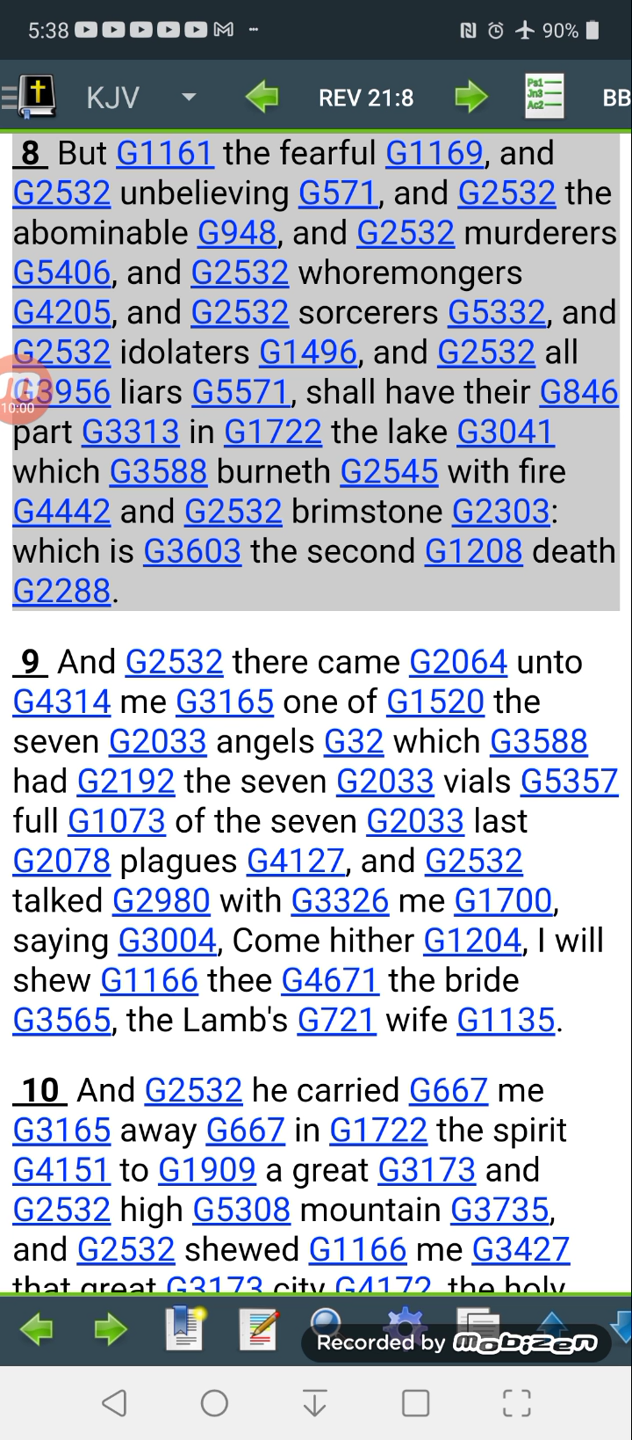 5:38 90%
KJV REV 21:8 Ps1 Jn3 Ac2 BB
8 But G1161 the fearful G1169, and
G2532 unbelieving G571, and G2532 the
abominable G948, and G2532 murderers
G5406, and G2532 whoremongers
G4205, and G2532 sorcerers G5332, and
G2532 idolaters G1496, and G2532 all
G3956 liars G5571, shall have their G846
10:00
part G3313 in G1722 the lake G3041
which G3588 burneth G2545 with fire
G4442 and G2532 brimstone G2303:
which is G3603 the second G1208 death
G2288.
9 And G2532 there came G2064 unto
G4314 me G3165 one of G1520 the
seven G2033 angels G32 which G3588
had G2192 the seven G2033 vials G5357
full G1073 of the seven G2033 last
G2078 plagues G4127, and G2532
talked G2980 with G3326 me G1700,
saying G3004, Come hither G1204, I will
shew G1166 thee G4671 the bride
G3565, the Lamb's G721 wife G1135.
10 And G2532 he carried G667 me
G3165 away G667 in G1722 the spirit
G4151 to G1909 a great G3173 and
G2532 high G5308 mountain G3735,
and G2532 shewed G1166 me G3427
that great G3173 city G4172, the holy
Recorded by mobizen